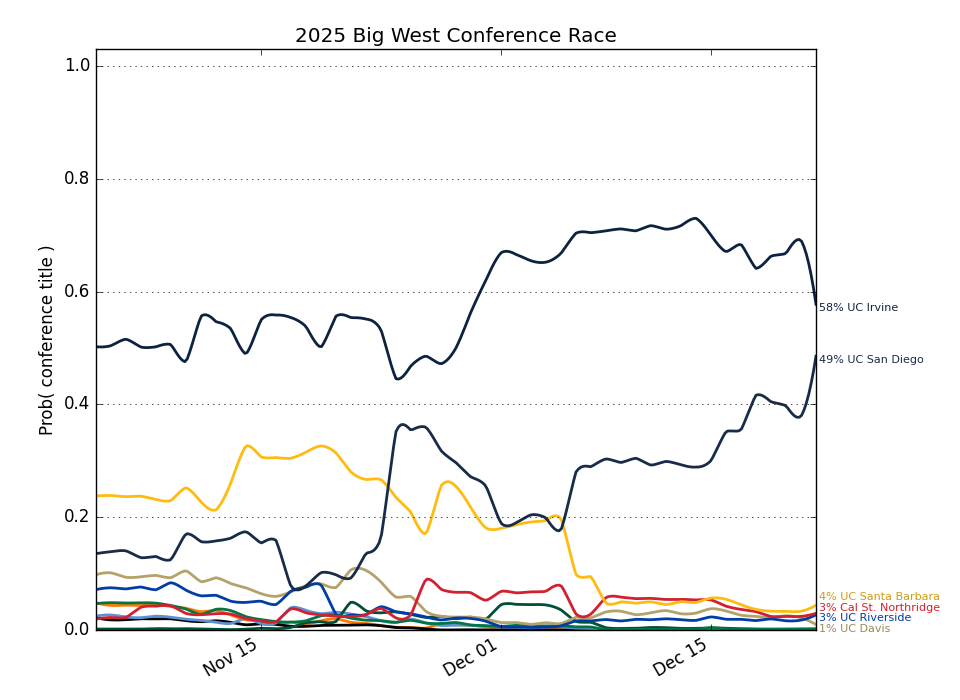 2025 Big West Conference Race
Prob( conference title )
1.0
0.8
0.6
0.4
0.2
0.0
58% UC Irvine
49% UC San Diego
4% UC Santa Barbara
3% Cal St. Northridge
3% UC Riverside
1% UC Davis
Nov 15
Dec 01
Dec 15